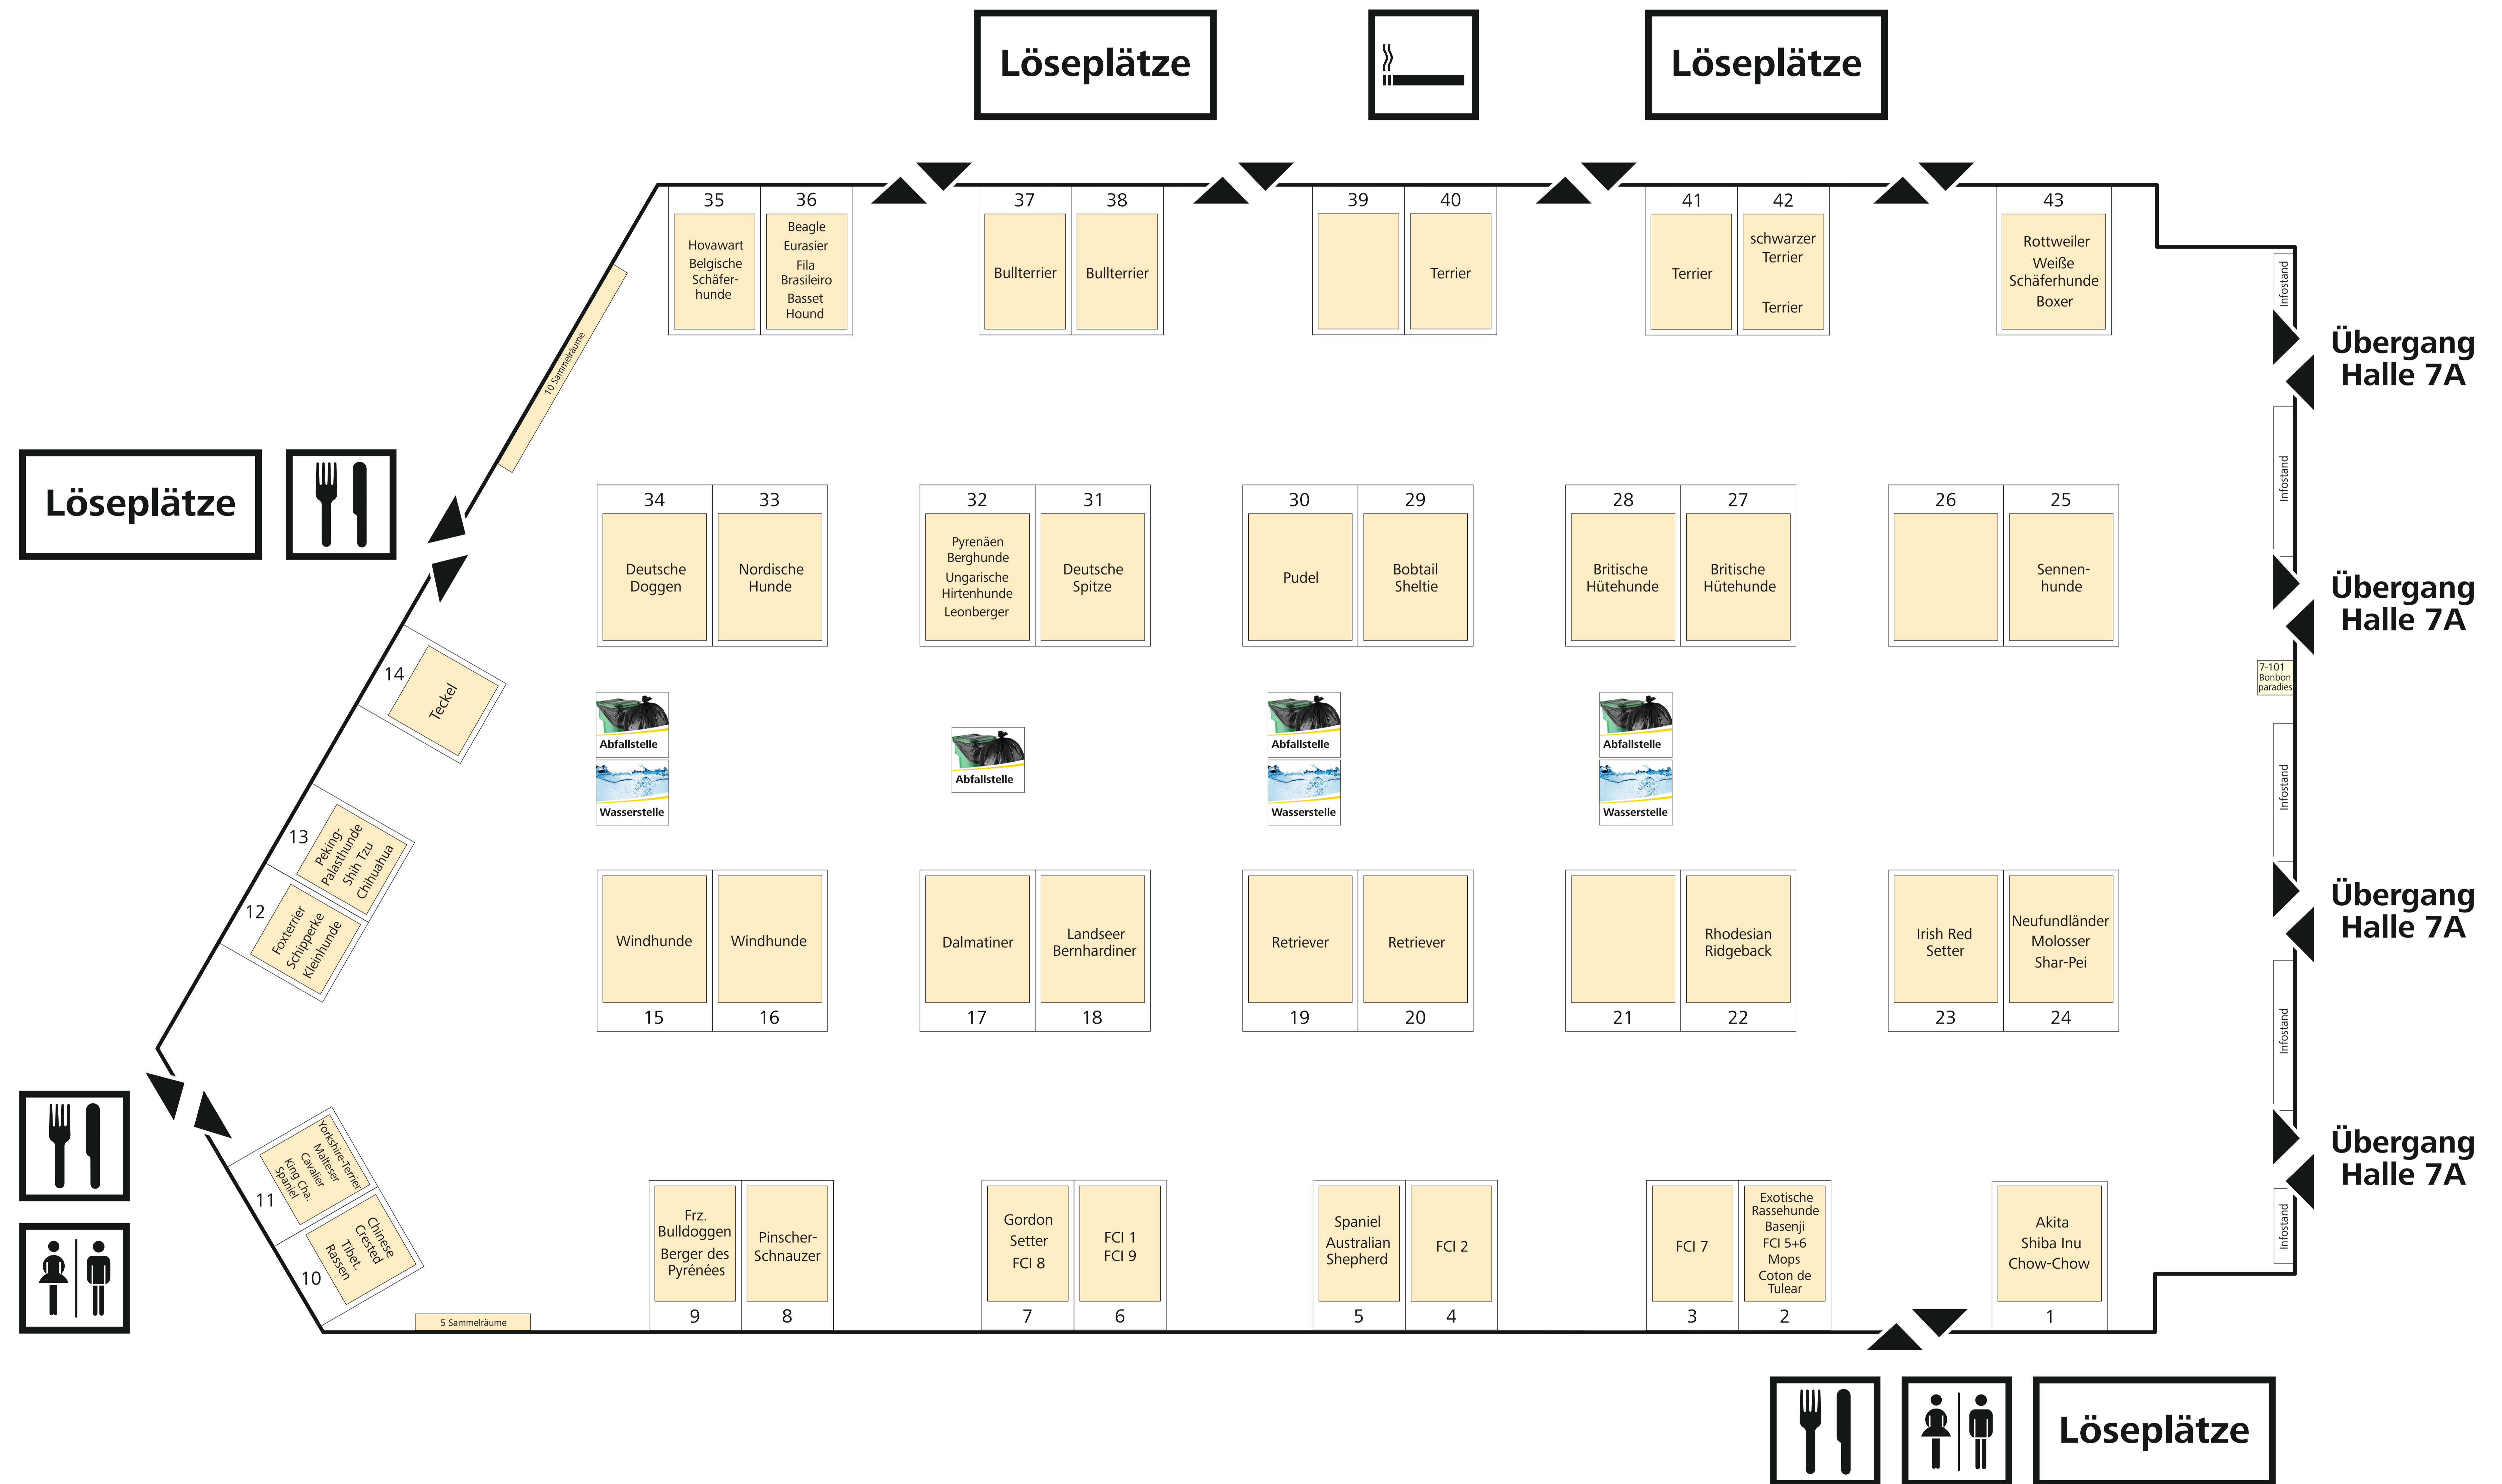 Löseplätze
Löseplätze
35
36
37
38
39
40
41
42
43
Hovawart
Belgische
Schäfer-
hunde
Beagle
Eurasier
Fila
Brasileiro
Basset
Hound
Bullterrier
Bullterrier
Terrier
Terrier
schwarzer
Terrier
Terrier
Rottweiler
Weiße
Schäferhunde
Boxer
Infostand
Übergang
Halle 7A
10 Sammelräume
Infostand
Löseplätze
34
33
32
31
30
29
28
27
26
25
Deutsche
Doggen
Nordische
Hunde
Pyrenäen
Berghunde
Ungarische
Hirtenhunde
Leonberger
Deutsche
Spitze
Pudel
Bobtail
Sheltie
Britische
Hütehunde
Britische
Hütehunde
Sennen-
hunde
Übergang
Halle 7A
14
Teckel
7-101
Bonbon
paradies
Abfallstelle
Wasserstelle
Abfallstelle
Abfallstelle
Wasserstelle
Abfallstelle
Wasserstelle
Infostand
13
Peking-
Palasthunde
Shih Tzu
Chihuahua
12
Foxterrier
Schipperke
Kleinhunde
Windhunde
Windhunde
Dalmatiner
Landseer
Bernhardiner
Retriever
Retriever
Rhodesian
Ridgeback
Irish Red
Setter
Neufundländer
Molosser
Shar-Pei
15
16
17
18
19
20
21
22
23
24
Übergang
Halle 7A
Infostand
Übergang
Halle 7A
11
Yorkshire-Terrier
Malteser
Cavalier
King Cha.
Spaniel
10
Chinese
Crested
Tibet.
Rassen
5 Sammelräume
Frz.
Bulldoggen
Berger des
Pyrénées
Pinscher-
Schnauzer
Gordon
Setter
FCI 8
FCI 1
FCI 9
Spaniel
Australian
Shepherd
FCI 2
FCI 7
Exotische
Rassehunde
Basenji
FCI 5+6
Mops
Coton de
Tulear
Akita
Shiba Inu
Chow-Chow
Infostand
9
8
7
6
5
4
3
2
1
Löseplätze